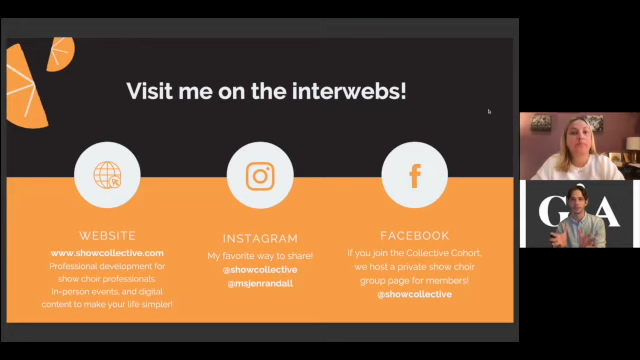 Visit me on the interwebs!
WEBSITE
www.showcollective.com
Professional development for
show choir professionals.
In-person events, and digital
content to make your life simpler!
INSTAGRAM
My favorite way to share!
@showcollective
@msjenrandall
FACEBOOK
If you join the Collective Cohort,
we host a private show choir
group page for members!
@showcollective
G A